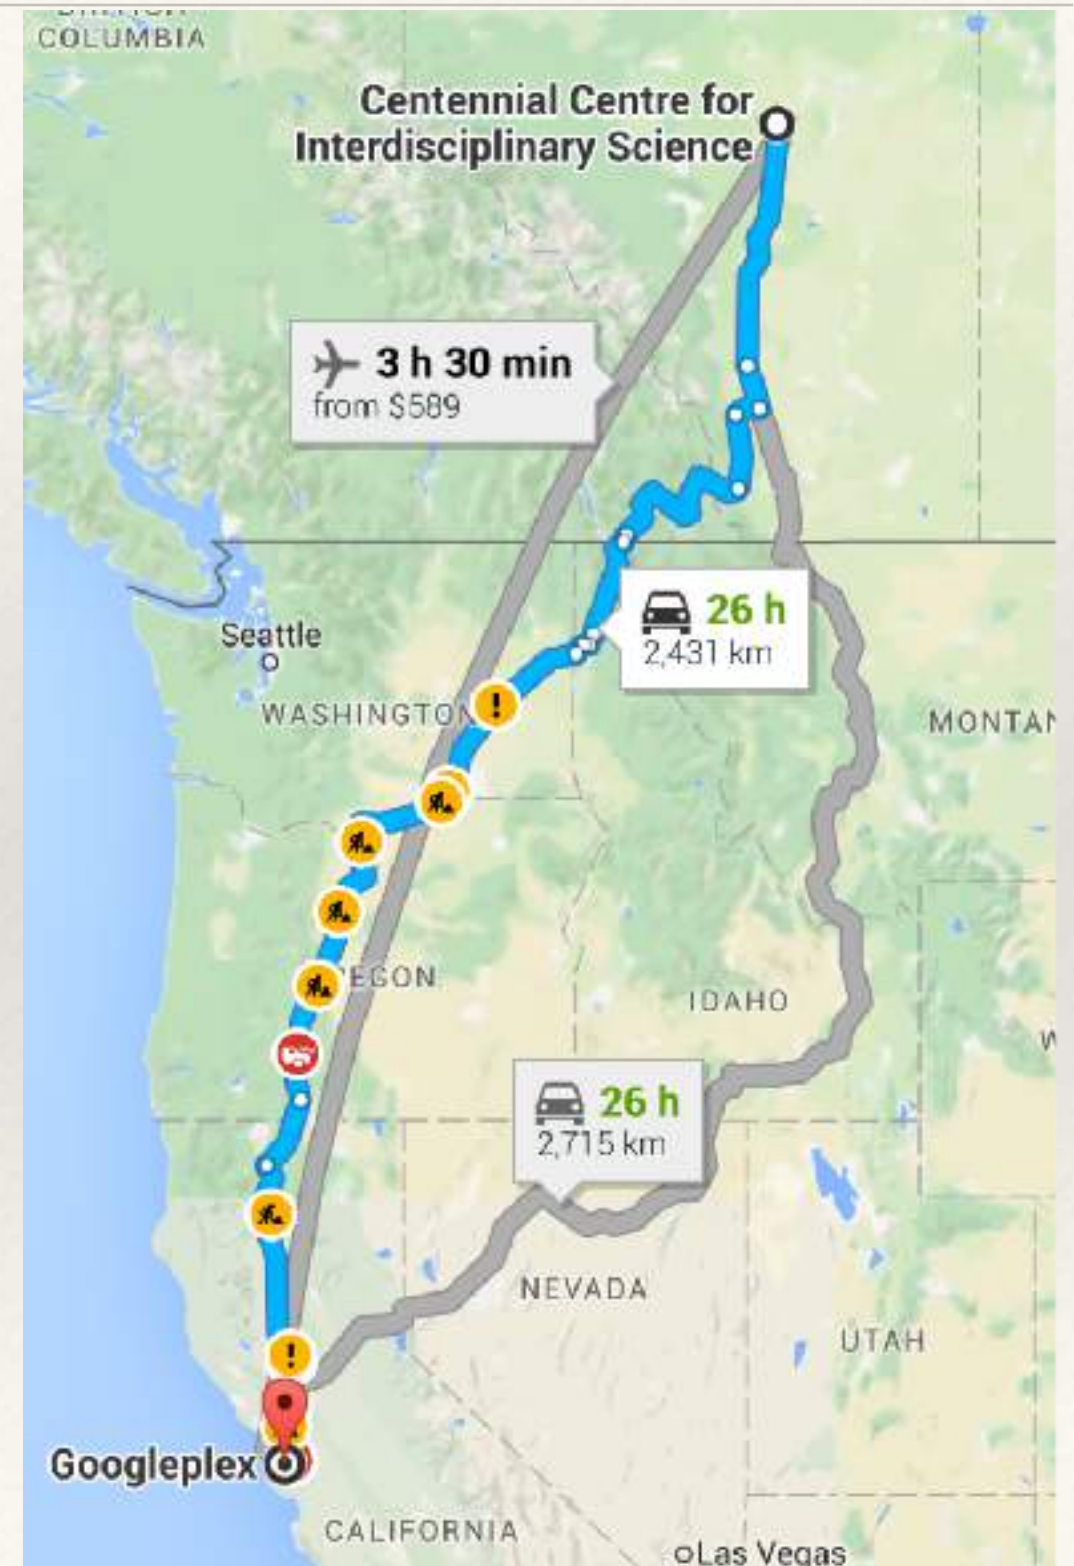 COLUMBIA
Centennial Centre for
Interdisciplinary Science
3 h 30 min
from $589
26 h
2,431 km
Seattle
WASHINGTON
MONTAN
EGON
IDAHO
26 h
2,715 km
NEVADA
UTAH
Googleplex
CALIFORNIA
Las Vegas